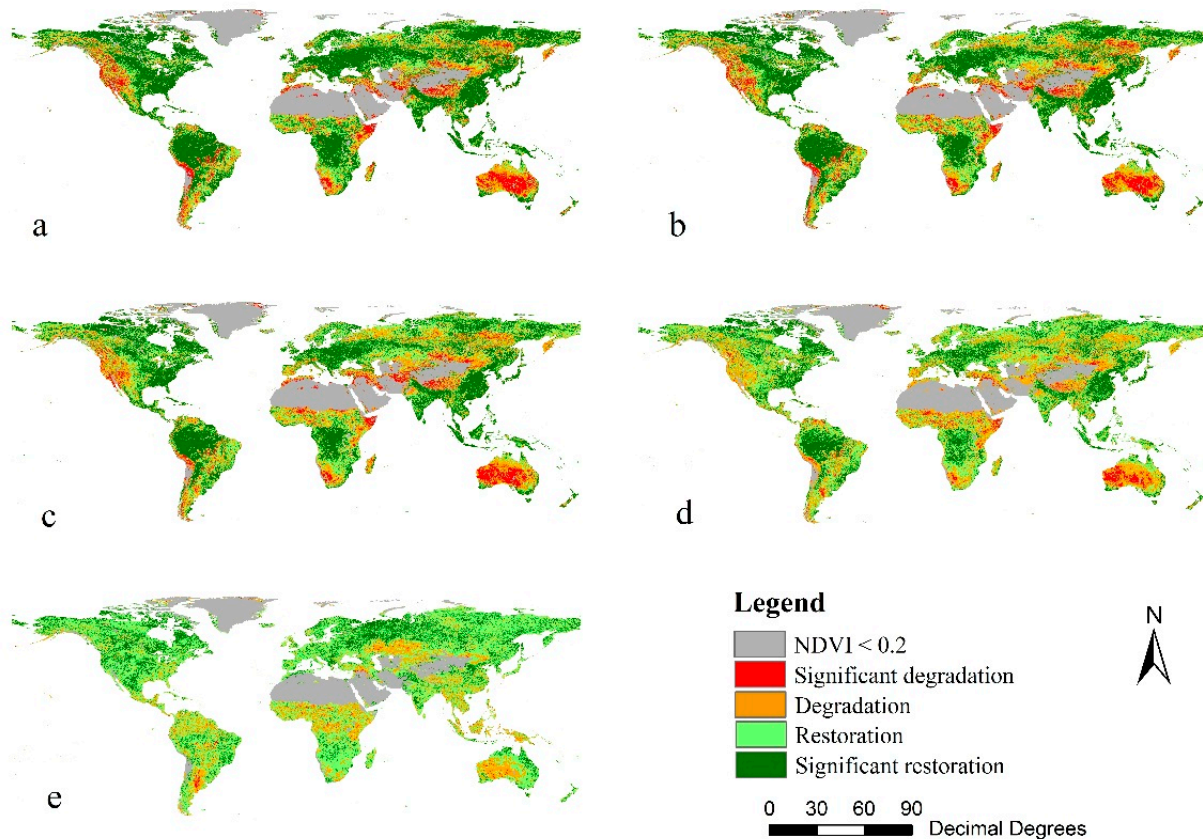 a
b
c
d
e
Legend
NDVI < 0.2
Significant degradation
Degradation
Restoration
Significant restoration
N
0 30 60 90
Decimal Degrees